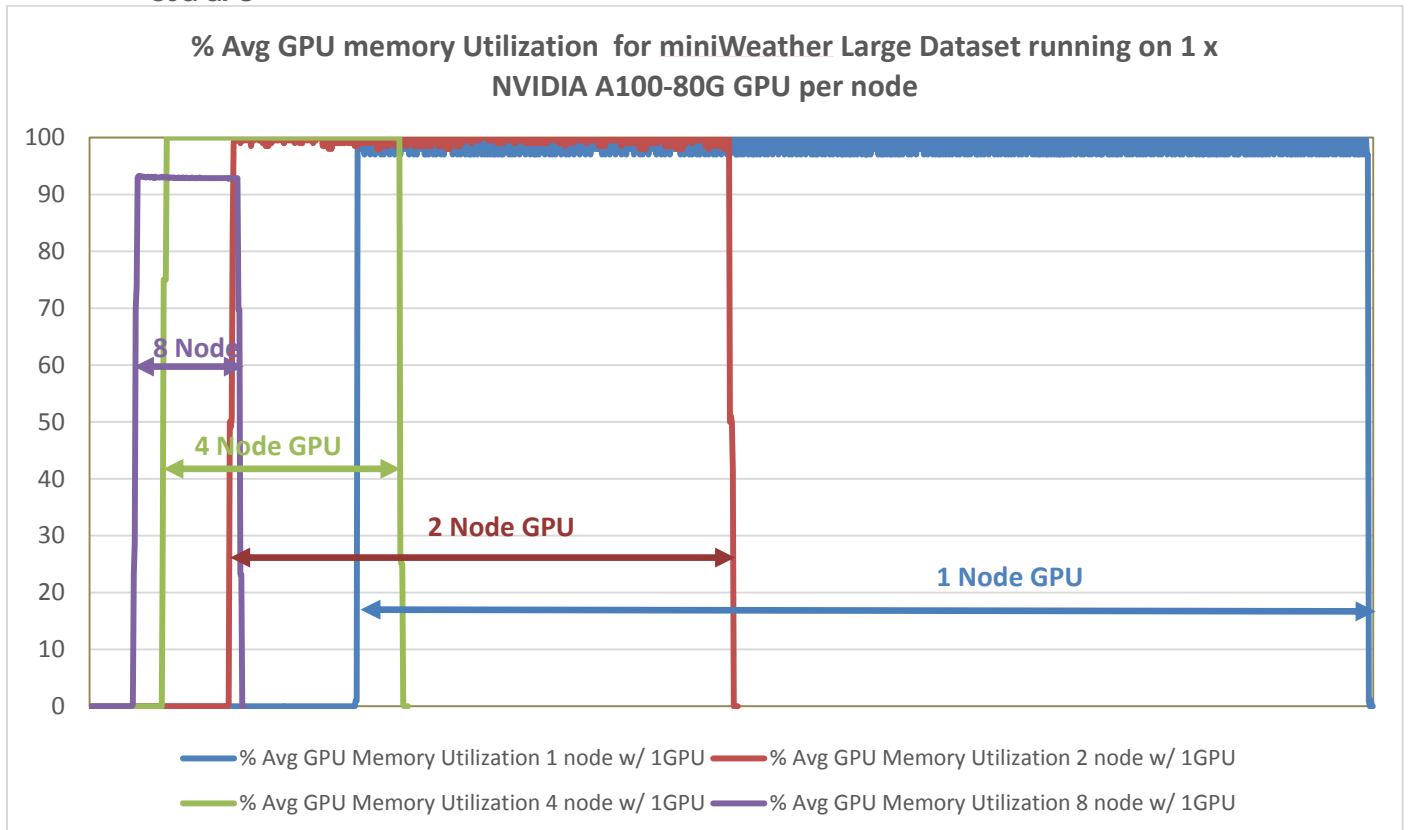 % Avg GPU memory Utilization for miniWeather Large Dataset running on 1 x
NVIDIA A100-80G GPU per node
100
90
80
70
60
50
40
30
20
10
0
8 Node
4 Node GPU
2 Node GPU
1 Node GPU
% Avg GPU Memory Utilization 1 node w/ 1GPU
% Avg GPU Memory Utilization 2 node w/ 1GPU
% Avg GPU Memory Utilization 4 node w/ 1GPU
% Avg GPU Memory Utilization 8 node w/ 1GPU